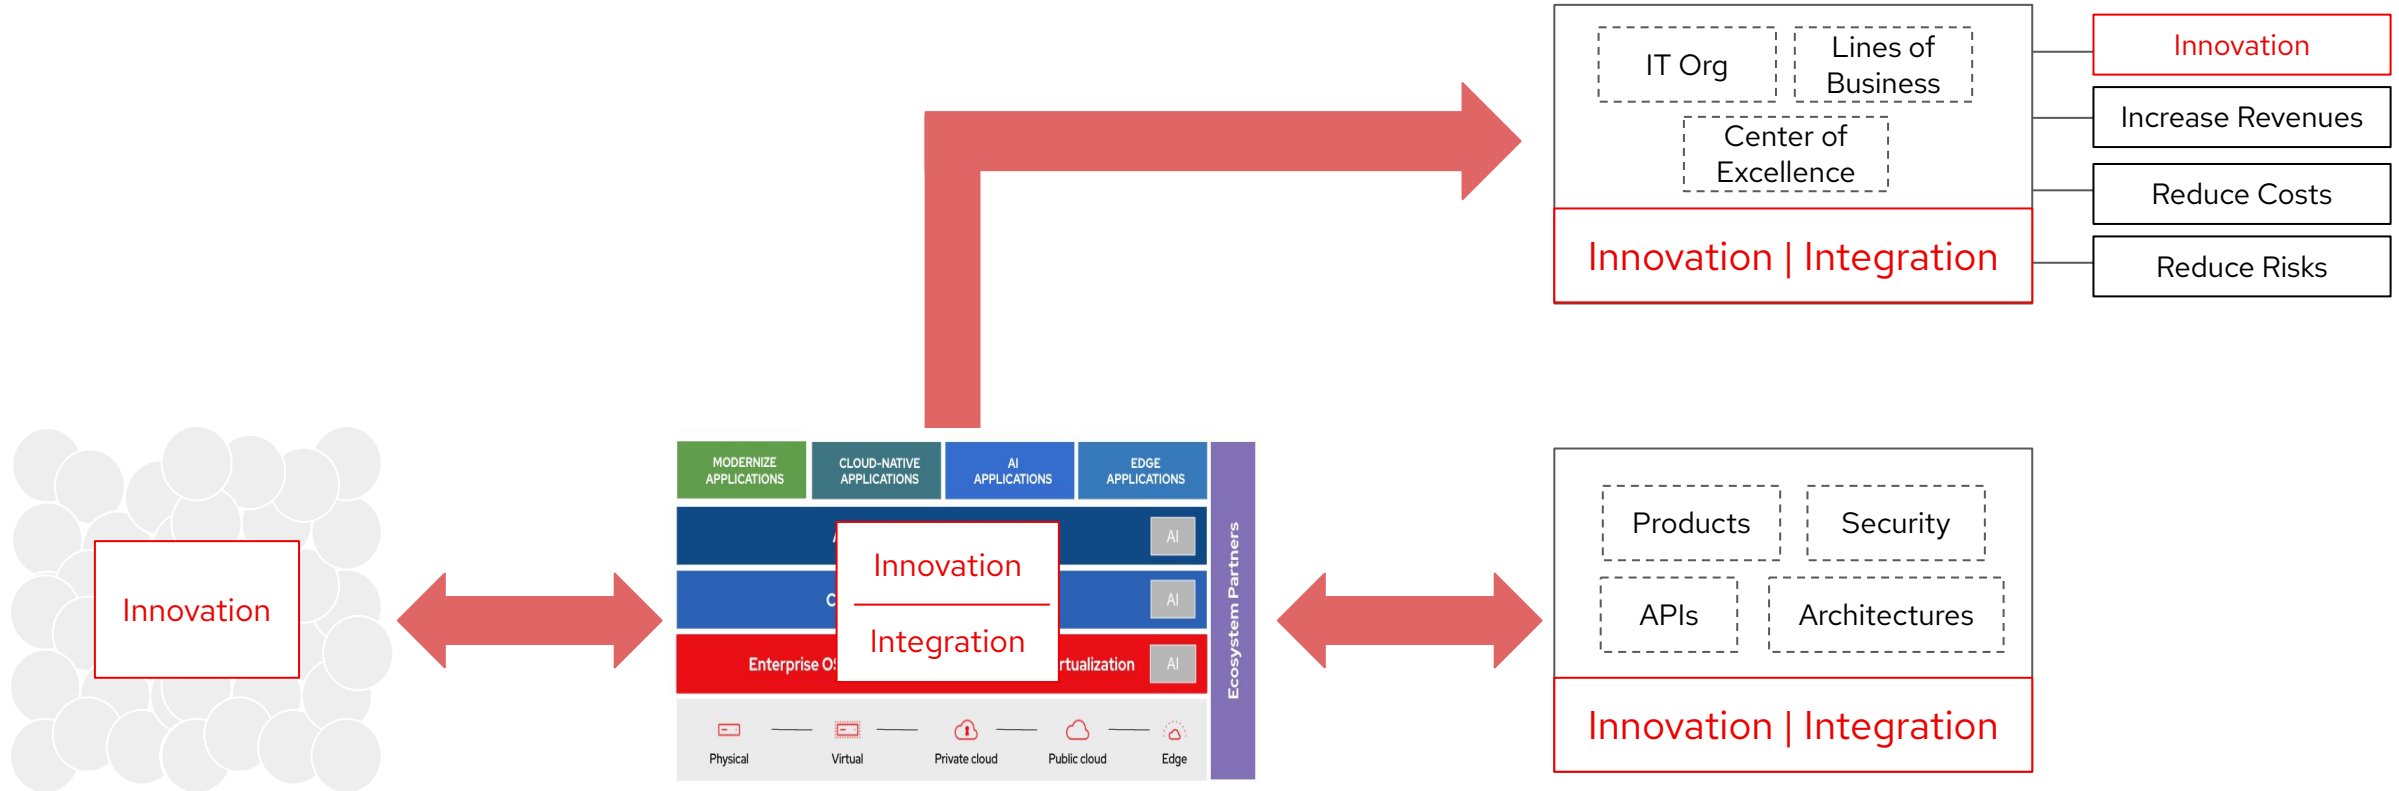 IT Org
Lines of
Business
Center of
Excellence
Innovation | Integration
Innovation
Increase Revenues
Reduce Costs
Reduce Risks
Innovation
MODERNIZE
APPLICATIONS
CLOUD-NATIVE
APPLICATIONS
AI
APPLICATIONS
EDGE
APPLICATIONS
AI
AI
Enterprise
AI
Innovation
Integration
Physical
Virtual
Private cloud
Public cloud
Edge
Ecosystem Partners
Products
Security
APIs
Architectures
Innovation | Integration